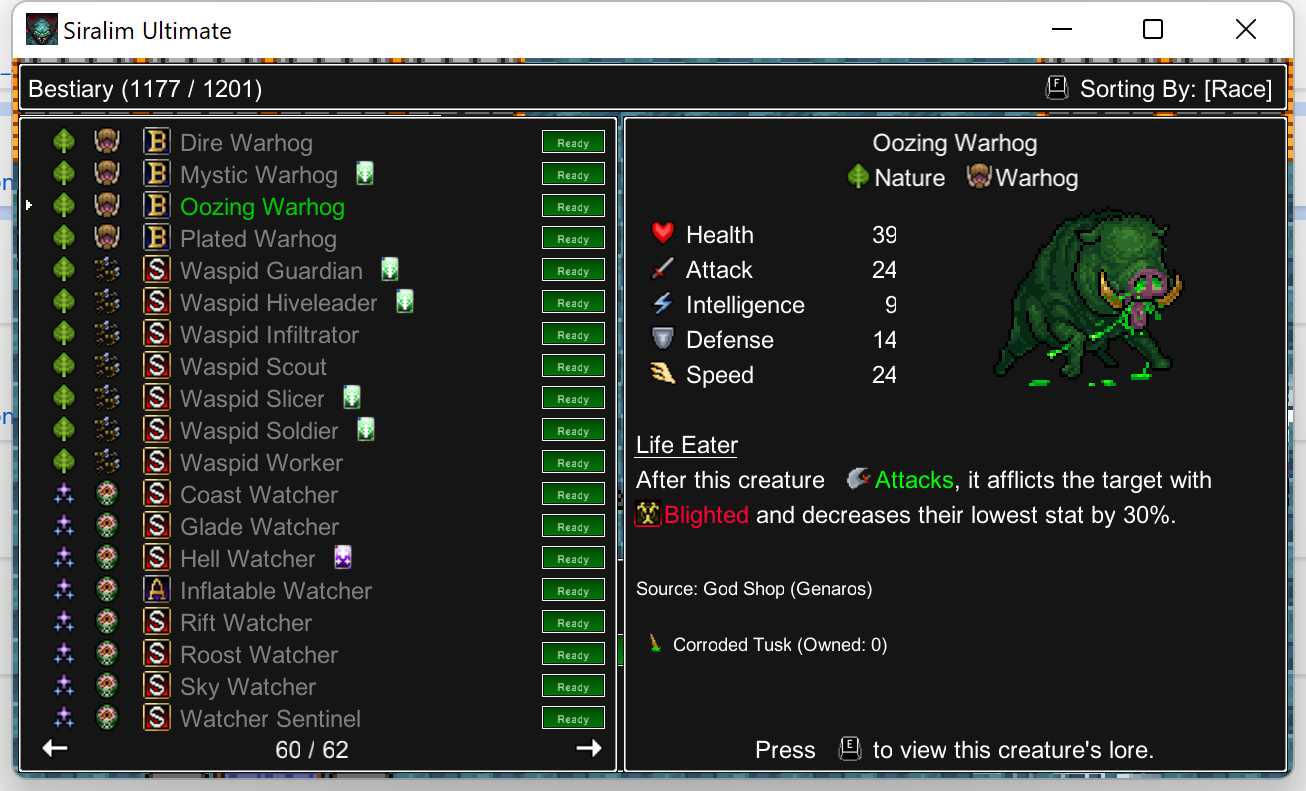 Siralim Ultimate
Bestiary (1177 / 1201)
F Sorting By: [Race]
B Dire Warhog Ready
B Mystic Warhog Ready
B Oozing Warhog Ready
B Plated Warhog Ready
S Waspid Guardian Ready
S Waspid Hiveleader Ready
S Waspid Infiltrator Ready
S Waspid Scout Ready
S Waspid Slicer Ready
S Waspid Soldier Ready
S Waspid Worker Ready
S Coast Watcher Ready
S Glade Watcher Ready
S Hell Watcher Ready
A Inflatable Watcher Ready
S Rift Watcher Ready
S Roost Watcher Ready
S Sky Watcher Ready
S Watcher Sentinel Ready
60 / 62
Oozing Warhog
Nature Warhog
Health 39
Attack 24
Intelligence 9
Defense 14
Speed 24
Life Eater
After this creature Attacks, it afflicts the target with
Blighted and decreases their lowest stat by 30%.
Source: God Shop (Genaros)
Corroded Tusk (Owned: 0)
Press E to view this creature's lore.